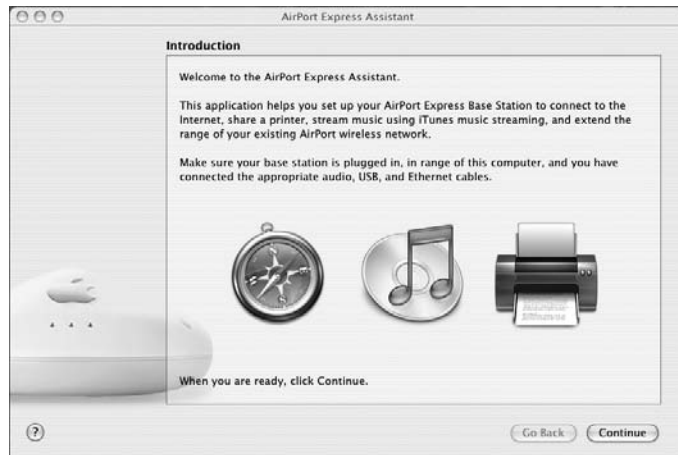 AirPort Express Assistant
Introduction
Welcome to the AirPort Express Assistant.
This application helps you set up your AirPort Express Base Station to connect to the
Internet, share a printer, stream music using iTunes music streaming, and extend the
range of your existing AirPort wireless network.
Make sure your base station is plugged in, in range of this computer, and you have
connected the appropriate audio, USB, and Ethernet cables.
When you are ready, click Continue.
?
Go Back
Continue